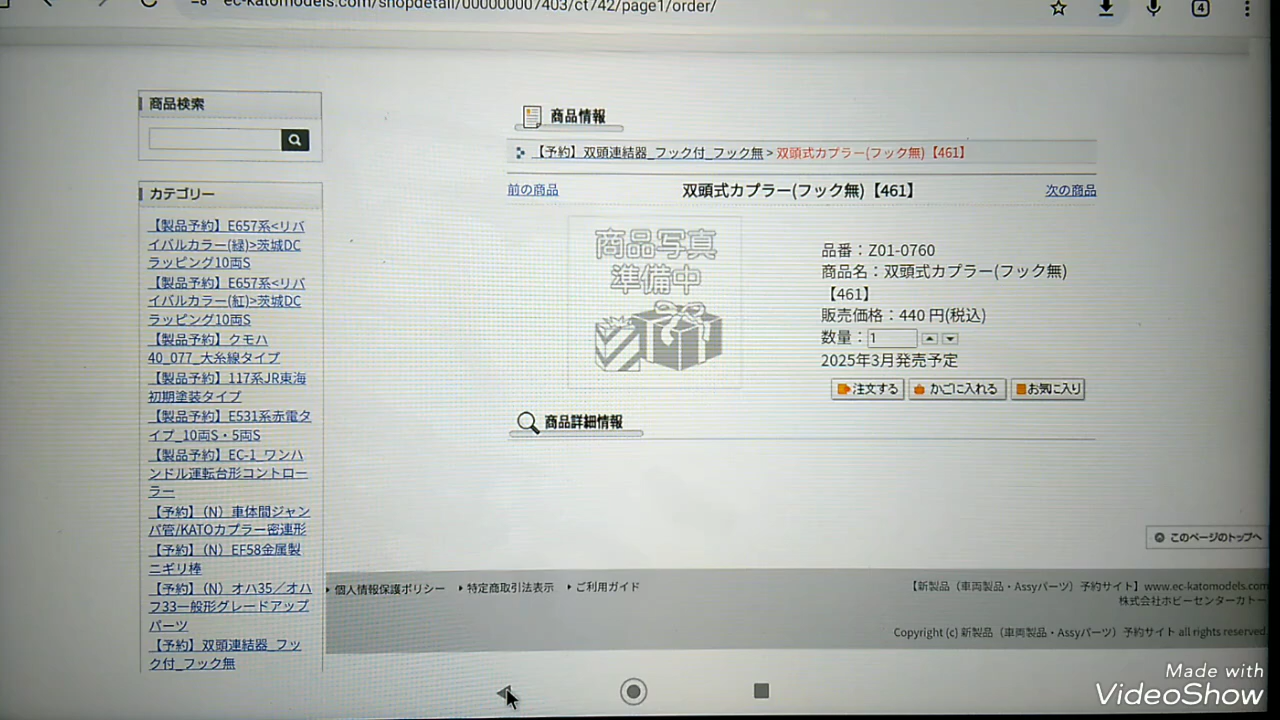 ec-katomodels.com/shopdetail/000000007403/ct742/page1/order/
4
商品検索
カテゴリー
【製品予約】E657系<リバ
イバルカラー(緑)>茨城DC
ラッピング10両S
【製品予約】E657系<リバ
イバルカラー(紅)>茨城DC
ラッピング10両S
【製品予約】クモハ
40_077_大糸線タイプ
【製品予約】117系JR東海
初期塗装タイプ
【製品予約】E531系赤電タ
イプ_10両S・5両S
【製品予約】EC-1_ワンハ
ンドル運転台形コントロー
ラー
【予約】（N）車体間ジャン
パ管/KATOカプラー密連形
【予約】（N）EF58金属製
ニギリ棒
【予約】（N）オハ35／オハ
フ33一般形グレードアップ
パーツ
【予約】双頭連結器_フッ
ク付_フック無
商品情報
【予約】双頭連結器_フック付_フック無 > 双頭式カプラー(フック無)【461】
前の商品 双頭式カプラー(フック無)【461】 次の商品
商品写真
準備中
品番：Z01-0760
商品名：双頭式カプラー(フック無)
【461】
販売価格：440 円(税込)
数量：1
2025年3月発売予定
注文する かごに入れる お気に入り
商品詳細情報
このページのトップへ
個人情報保護ポリシー 特定商取引法表示 ご利用ガイド
【新製品（車両製品・Assyパーツ）予約サイト】www.ec-katomodels.com
株式会社ホビーセンターカトー
Copyright (c) 新製品（車両製品・Assyパーツ）予約サイト all rights reserved.
Made with
VideoShow